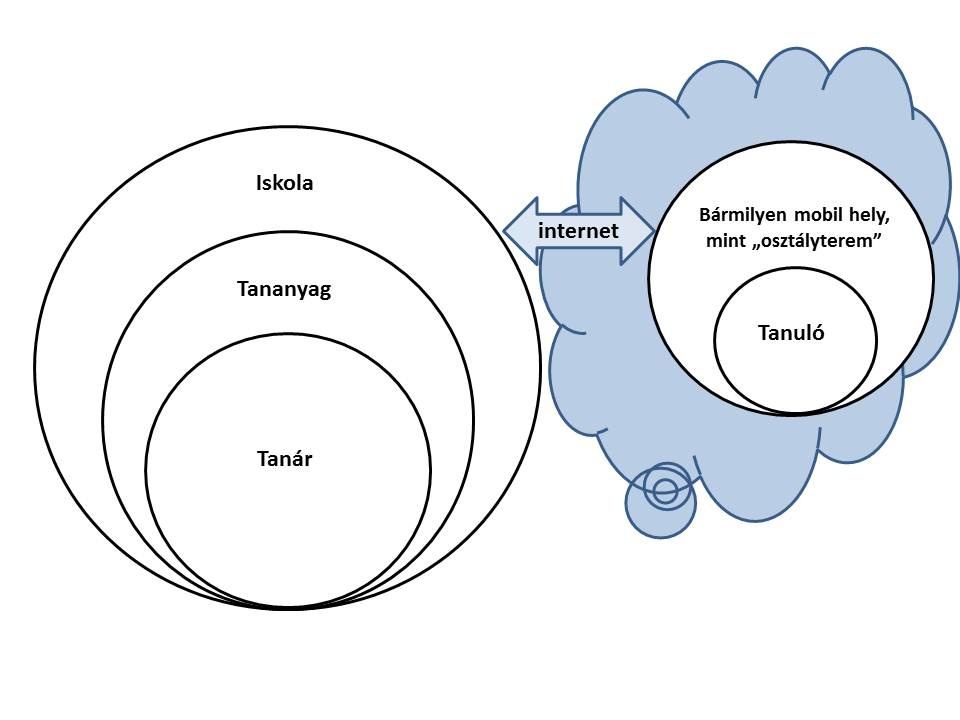 Iskola
Tananyag
Tanár
internet
Bármilyen mobil hely,
mint „osztályterem”
Tanuló